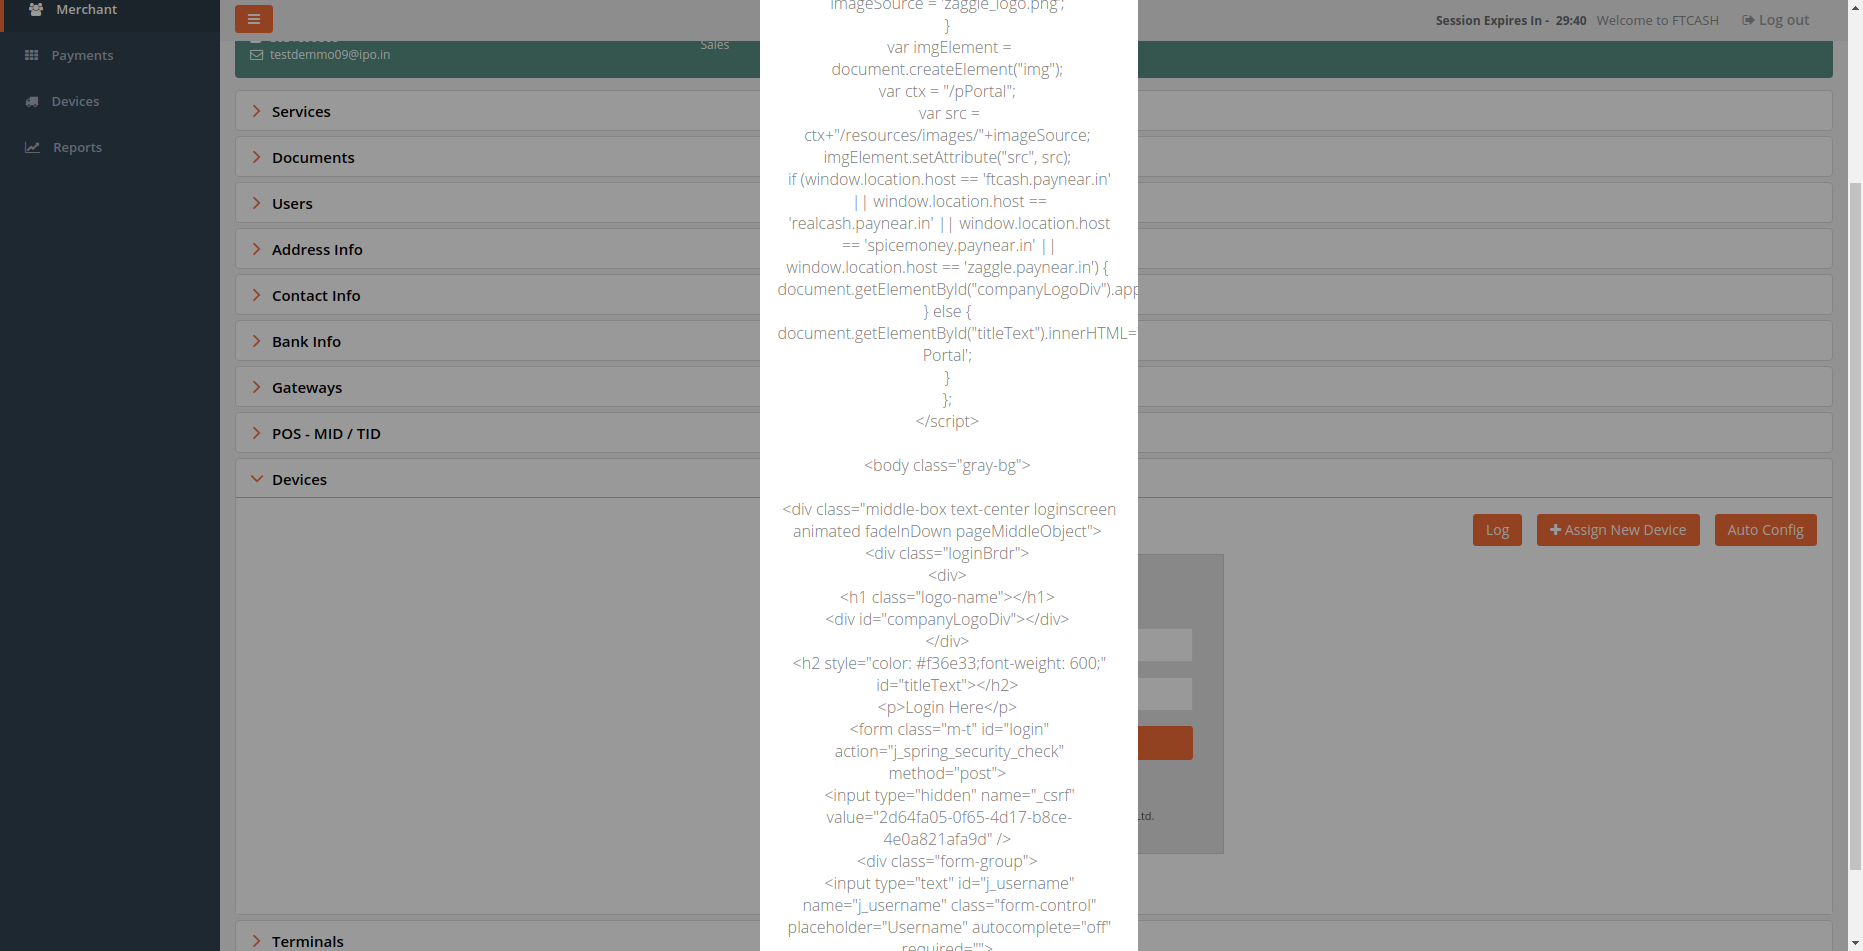 Merchant
Payments
Devices
Reports
Session Expires In - 29:40 Welcome to FTCASH Log out
testdemmo09@ipo.in
Sales
Services
Documents
Users
Address Info
Contact Info
Bank Info
Gateways
POS - MID / TID
Devices
Log
Assign New Device
Auto Config
Ltd.
Terminals
imageSource = 'zaggle_logo.png';
}
var imgElement =
document.createElement("img");
var ctx = "/pPortal";
var src =
ctx+"/resources/images/"+imageSource;
imgElement.setAttribute("src", src);
if (window.location.host == 'ftcash.paynear.in'
|| window.location.host ==
'realcash.paynear.in' || window.location.host
== 'spicemoney.paynear.in' ||
window.location.host == 'zaggle.paynear.in') {
document.getElementById("companyLogoDiv").app
} else {
document.getElementById("titleText").innerHTML=
Portal';
}
};
</script>
<body class="gray-bg">
<div class="middle-box text-center loginscreen
animated fadeInDown pageMiddleObject">
<div class="loginBrdr">
<div>
<h1 class="logo-name"></h1>
<div id="companyLogoDiv"></div>
</div>
<h2 style="color: #f36e33;font-weight: 600;"
id="titleText"></h2>
<p>Login Here</p>
<form class="m-t" id="login"
action="j_spring_security_check"
method="post">
<input type="hidden" name="_csrf"
value="2d64fa05-0f65-4d17-b8ce-
4e0a821afa9d" />
<div class="form-group">
<input type="text" id="j_username"
name="j_username" class="form-control"
placeholder="Username" autocomplete="off"
required="">